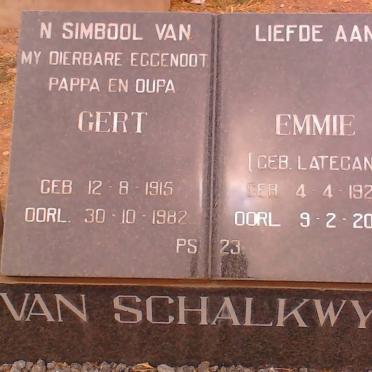 N SIMBOOL VAN LIEFDE AAN
MY DIERBARE EGGENOOT
PAPPA EN OUPA
GERT
GEB 12-8-1915
OORL. 30-10-1982
EMMIE
(GEB. LATEGAN
GEB 4-4-192
OORL 9-2-20
PS 23
VAN SCHALKWY